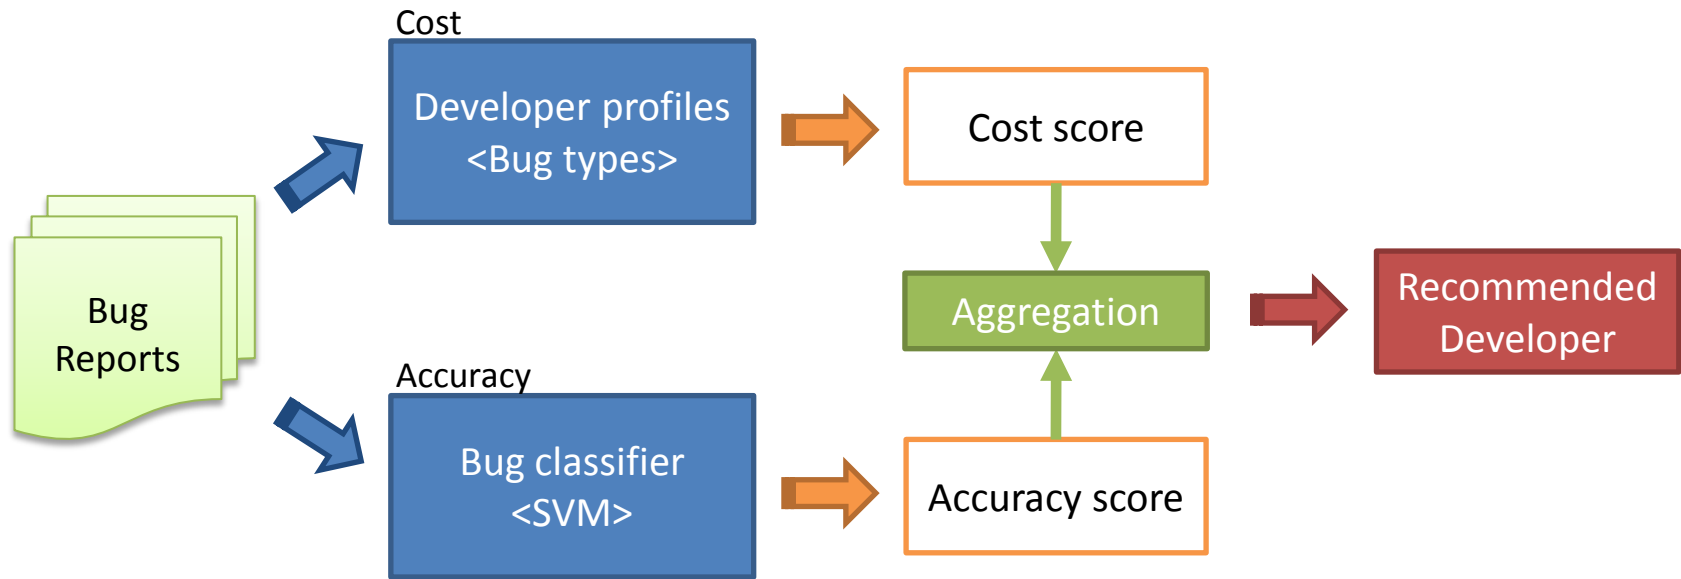 Cost
Developer profiles
<Bug types>
Cost score
Bug
Reports
Aggregation
Recommended
Developer
Accuracy
Bug classifier
<SVM>
Accuracy score